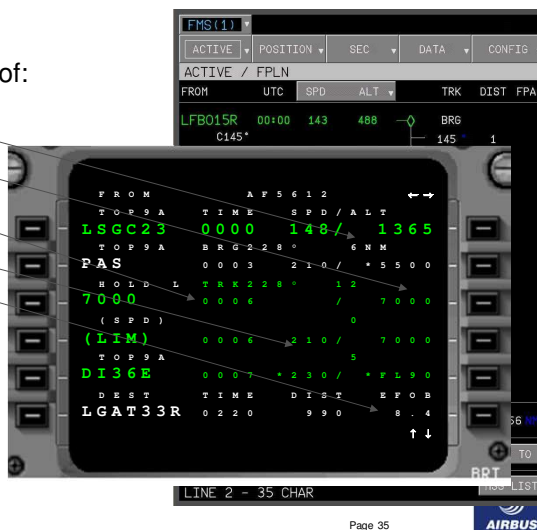 FMS(1)
of:
ACTIVE POSITION SEC DATA CONFIG
ACTIVE / FPLN
FROM UTC SPD ALT TRK DIST FPA
LFBO15R 00:00 143 488 BRG
C145° 145° 1
FROM AF5612 ←→
TOP9A TIME SPD/ALT
LSGC23 0000 148/ 1365
TOP9A BRG228° 6NM
PAS 0003 210/ *5500
HOLD L TRK228° 12
7000 0006 / 7000
(SPD) 0
(LIM) 0006 210/ 7000
TOP9A 5
DI36E 0007 *230/ *FL90
DEST TIME DIST EFOB
LGAT33R 0220 990 8.4
↑↓
TO
BRT
LIST
LINE 2 - 35 CHAR
Page 35
AIRBUS